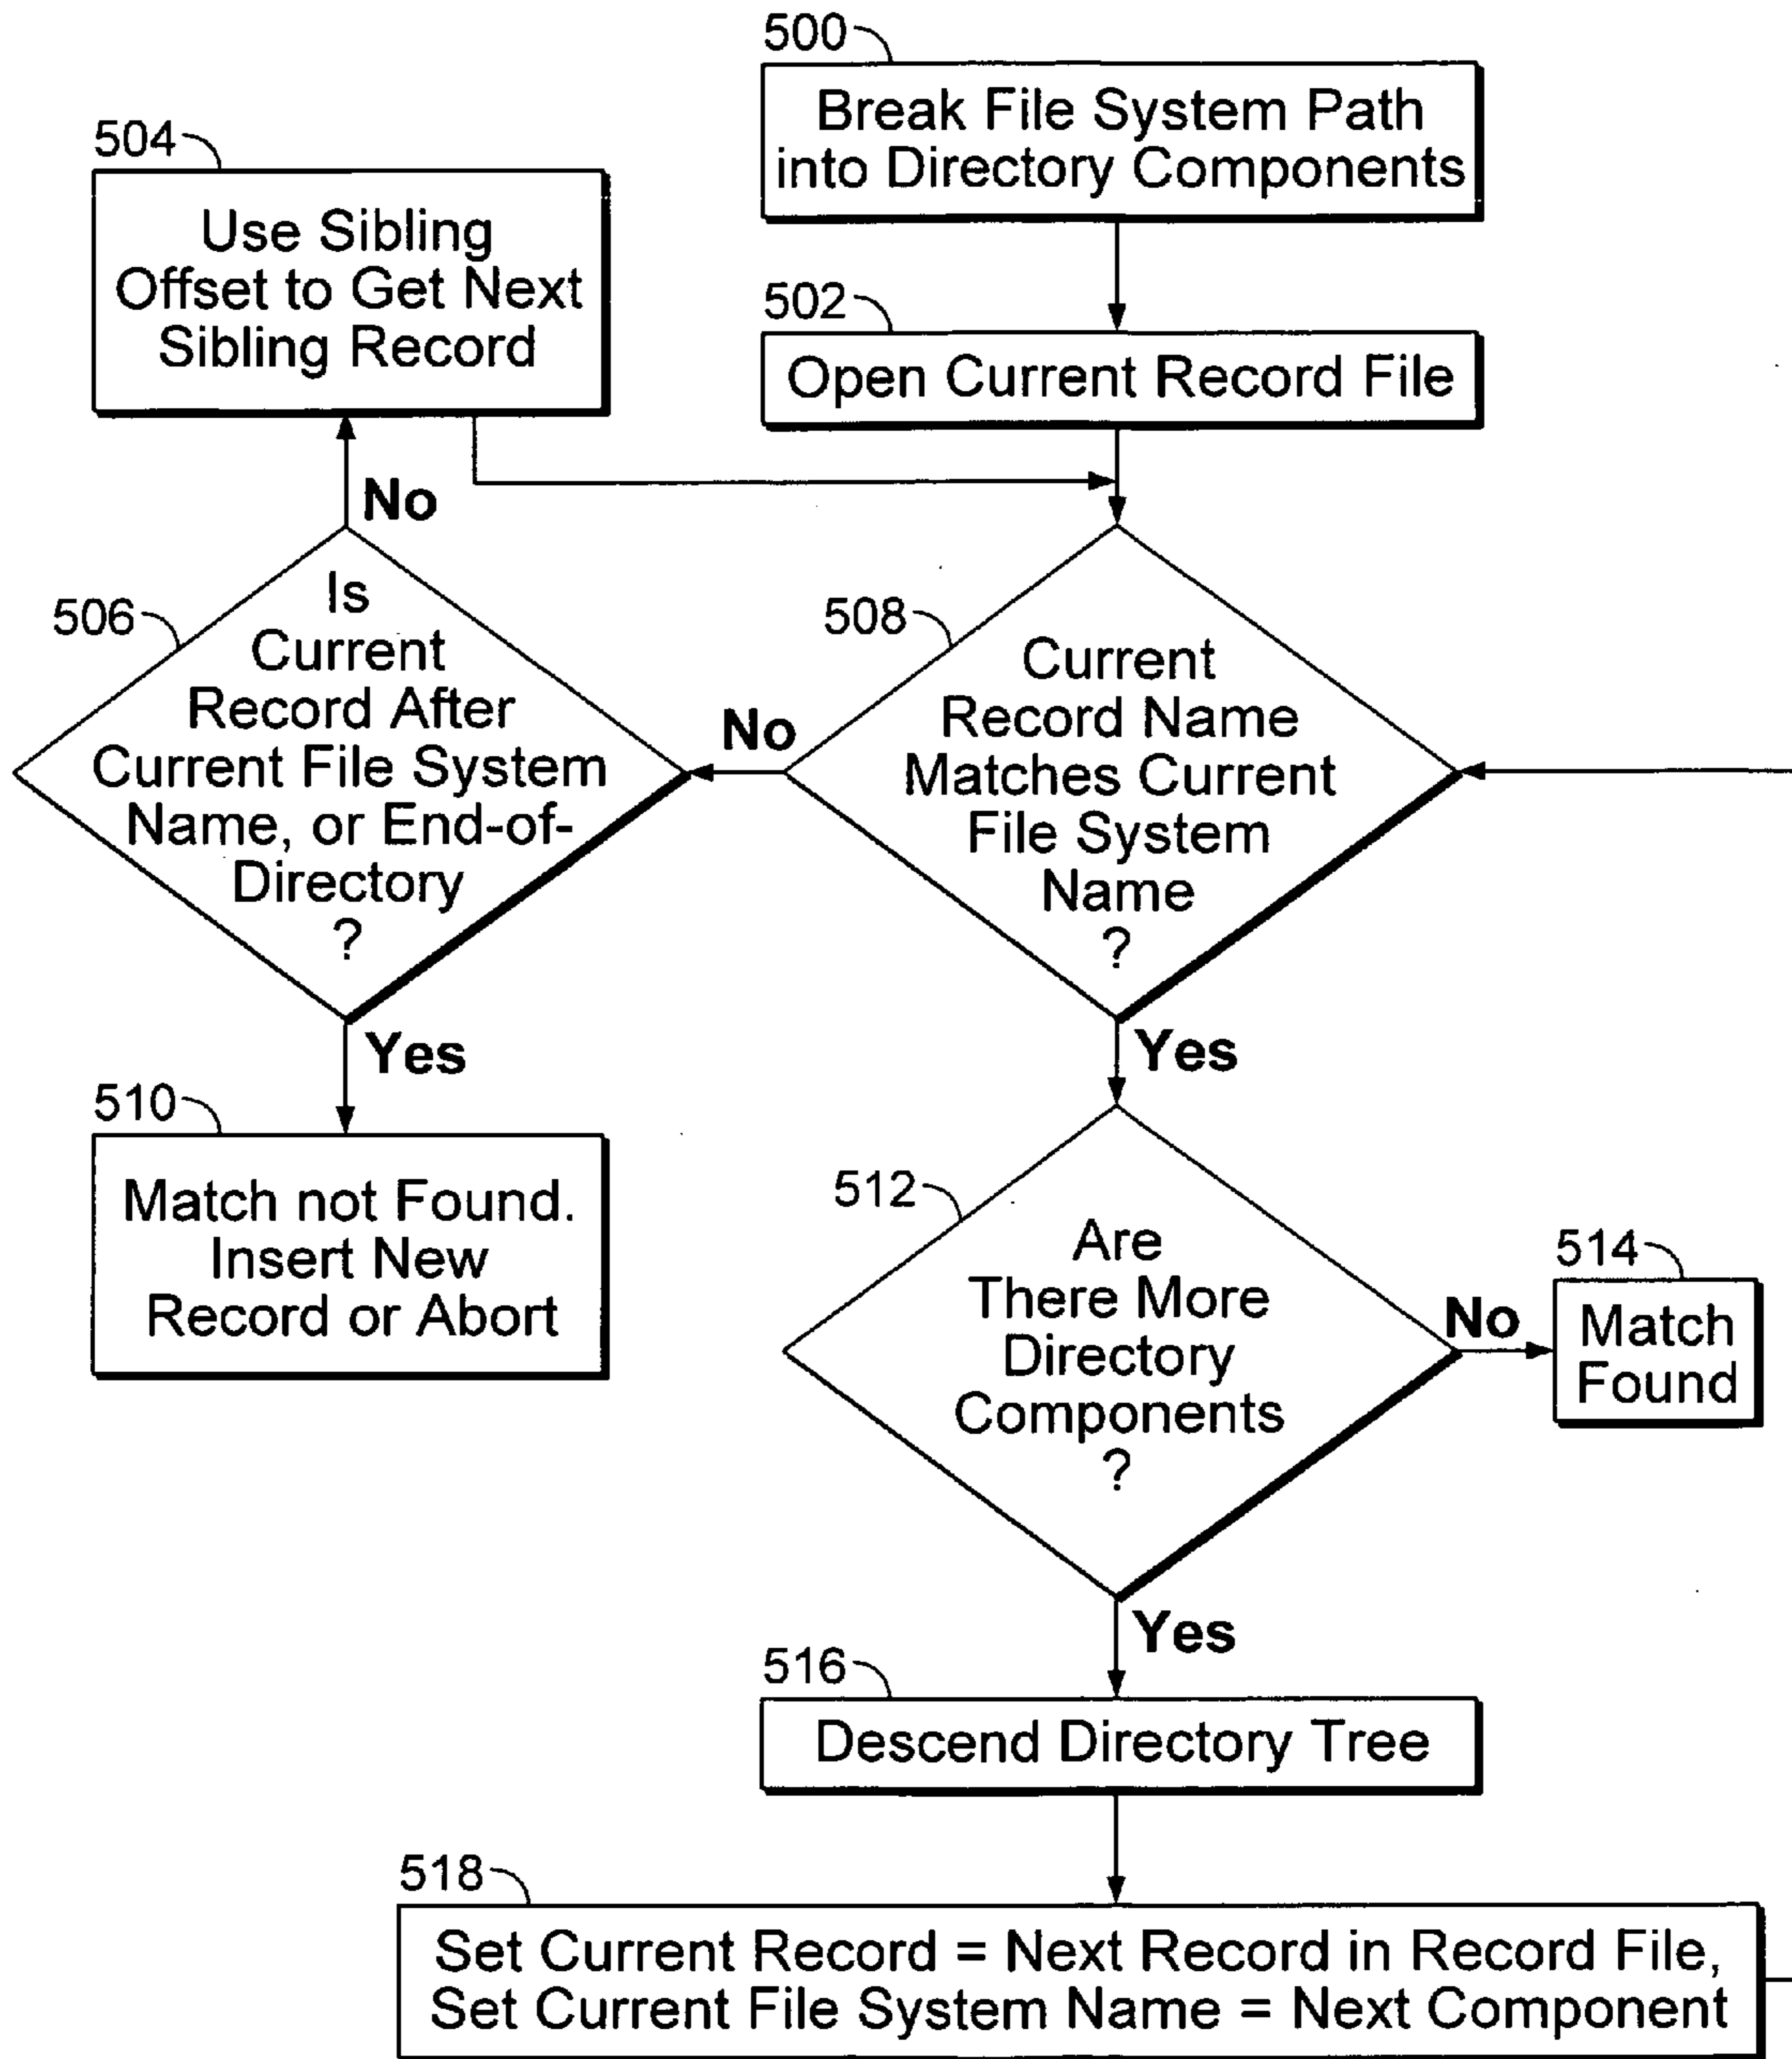 500
Break File System Path
into Directory Components
504
Use Sibling
Offset to Get Next
Sibling Record
502
Open Current Record File
No
506
Is
Current
Record After
Current File System
Name, or End-of-
Directory
?
No
508
Current
Record Name
Matches Current
File System
Name
?
Yes
510
Match not Found.
Insert New
Record or Abort
Yes
512
Are
There More
Directory
Components
?
No
514
Match
Found
Yes
516
Descend Directory Tree
518
Set Current Record = Next Record in Record File,
Set Current File System Name = Next Component